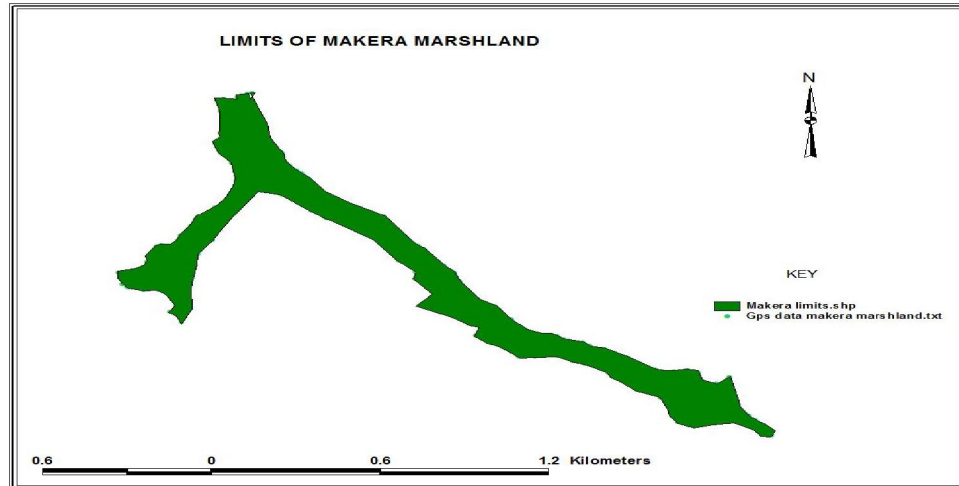 LIMITS OF MAKERA MARSHLAND
N
KEY
Makera limits.shp
Gps data makera marshland.txt
0.6 0 0.6 1.2 Kilometers